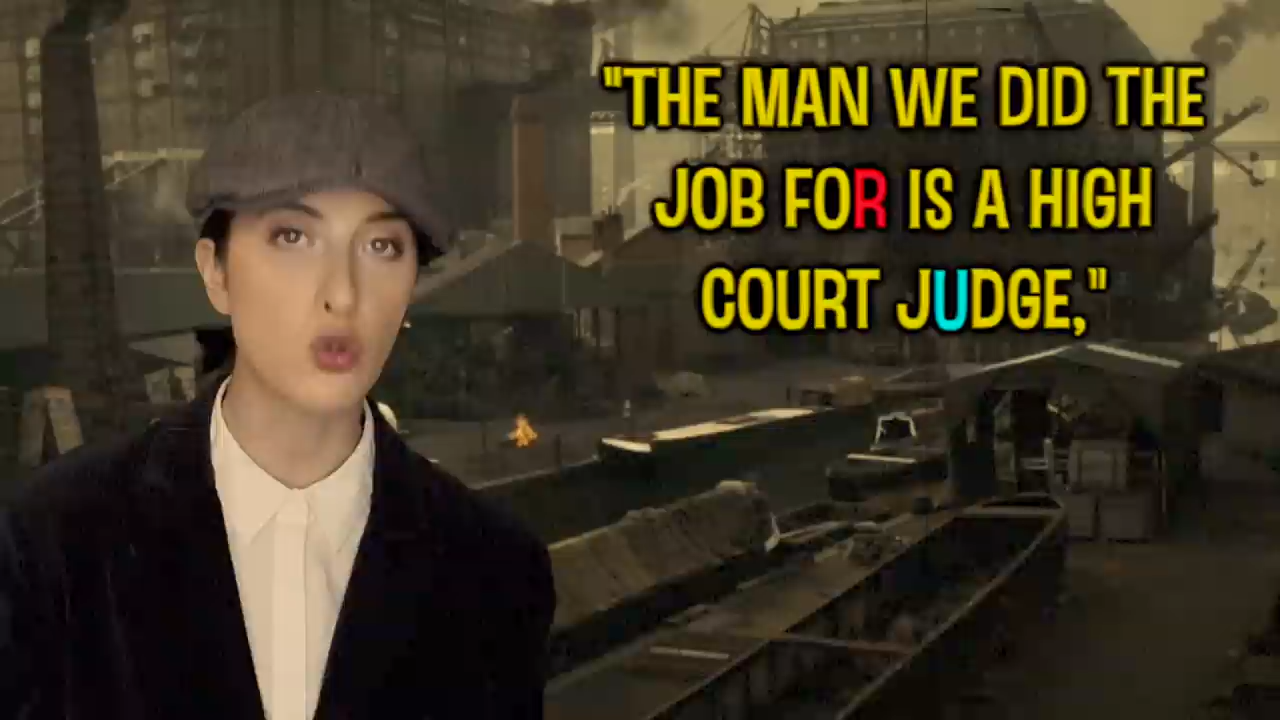 "THE MAN WE DID THE
JOB FOR IS A HIGH
COURT JUDGE,"